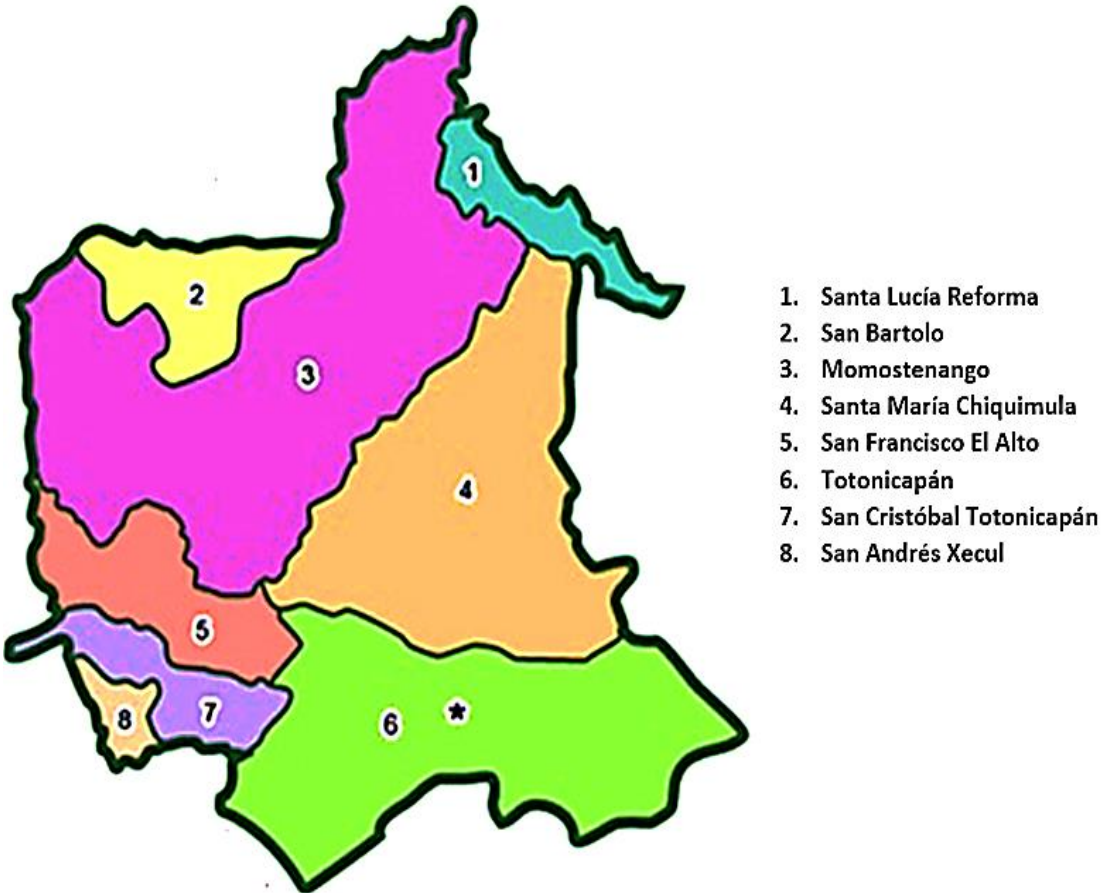 1
2
3
4
5
6 *
7
8
1. Santa Lucía Reforma
2. San Bartolo
3. Momostenango
4. Santa María Chiquimula
5. San Francisco El Alto
6. Totonicapán
7. San Cristóbal Totonicapán
8. San Andrés Xecul